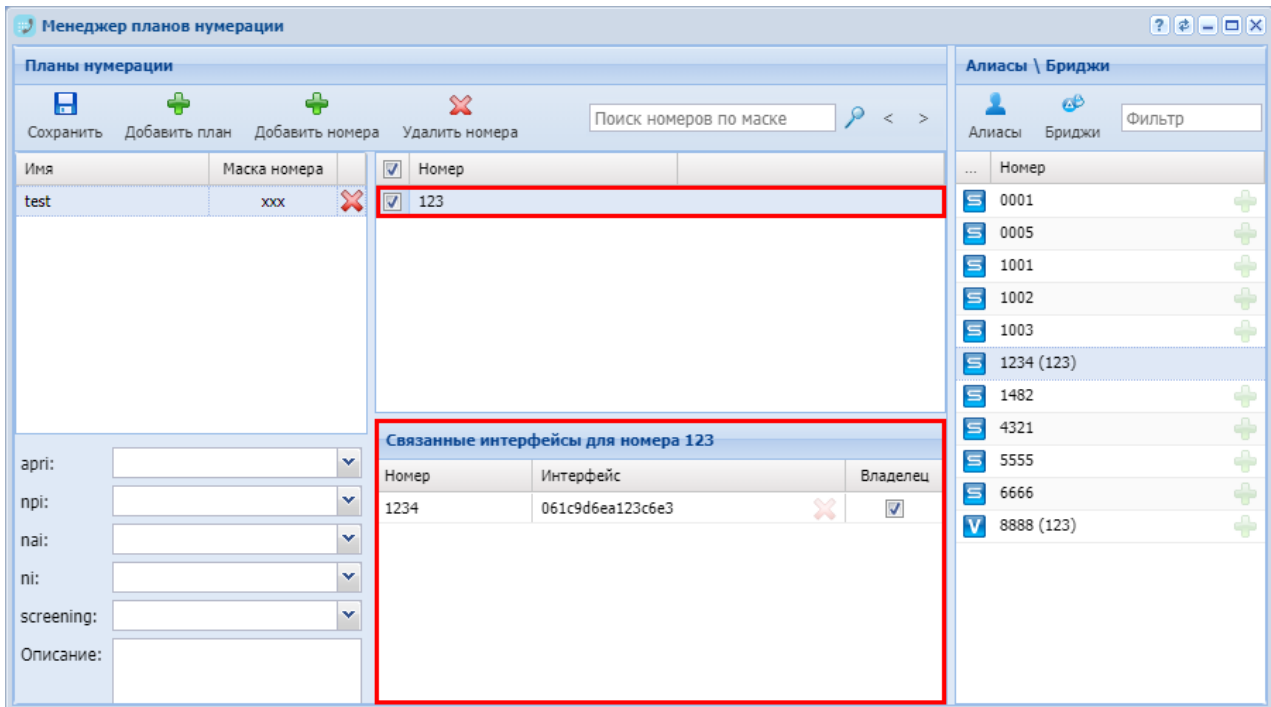 Менеджер планов нумерации
Планы нумерации
Сохранить Добавить план Добавить номера Удалить номера Поиск номеров по маске < >
Имя Маска номера
test xxx
Номер
123
Связанные интерфейсы для номера 123
Номер Интерфейс Владелец
1234 061c9d6ea123c6e3
apri:
npi:
nai:
ni:
screening:
Описание:
Алиасы \ Бриджи
Алиасы Бриджи Фильтр
... Номер
0001
0005
1001
1002
1003
1234 (123)
1482
4321
5555
6666
8888 (123)